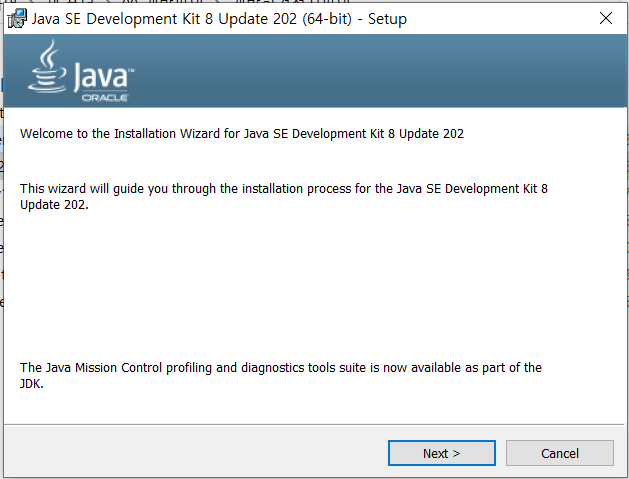 Java SE Development Kit 8 Update 202 (64-bit) - Setup
Java™
ORACLE
Welcome to the Installation Wizard for Java SE Development Kit 8 Update 202
This wizard will guide you through the installation process for the Java SE Development Kit 8
Update 202.
The Java Mission Control profiling and diagnostics tools suite is now available as part of the
JDK.
Next >
Cancel